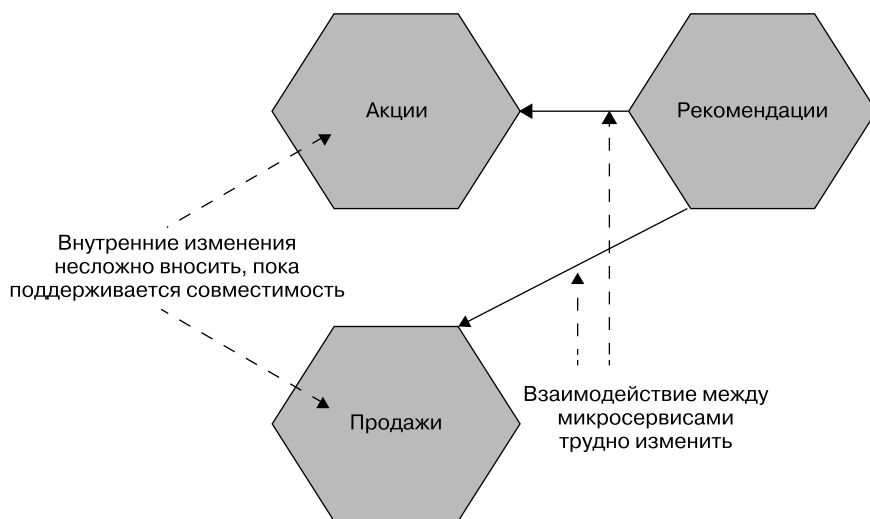 Акции
Рекомендации
Внутренние изменения
несложно вносить, пока
поддерживается совместимость
Взаимодействие между
микросервисами
трудно изменить
Продажи